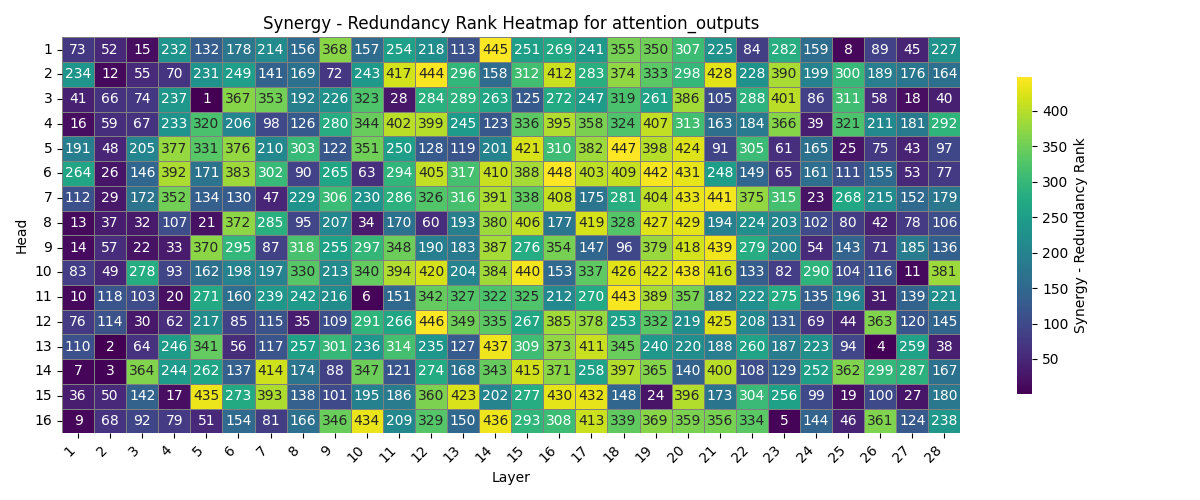 Synergy - Redundancy Rank Heatmap for attention_outputs
1 73 52 15 232 132 178 214 156 368 157 254 218 113 445 251 269 241 355 350 307 225 84 282 159 8 89 45 227
2 234 12 55 70 231 249 141 169 72 243 417 444 296 158 312 412 283 374 333 298 428 228 390 199 300 189 176 164
3 41 66 74 237 1 367 353 192 226 323 28 284 289 263 125 272 247 319 261 386 105 288 401 86 311 58 18 40
4 16 59 67 233 320 206 98 126 280 344 402 399 245 123 336 395 358 324 407 313 163 184 366 39 321 211 181 292
5 191 48 205 377 331 376 210 303 122 351 250 128 119 201 421 310 382 447 398 424 91 305 61 165 25 75 43 97
6 264 26 146 392 171 383 302 90 265 63 294 405 317 410 388 448 403 409 442 431 248 149 65 161 111 155 53 77
7 112 29 172 352 134 130 47 229 306 230 286 326 316 391 338 408 175 281 404 433 441 375 315 23 268 215 152 179
8 13 37 32 107 21 372 285 95 207 34 170 60 193 380 406 177 419 328 427 429 194 224 203 102 80 42 78 106
9 14 57 22 33 370 295 87 318 255 297 348 190 183 387 276 354 147 96 379 418 439 279 200 54 143 71 185 136
10 83 49 278 93 162 198 197 330 213 340 394 420 204 384 440 153 337 426 422 438 416 133 82 290 104 116 11 381
11 10 118 103 20 271 160 239 242 216 6 151 342 327 322 325 212 270 443 389 357 182 222 275 135 196 31 139 221
12 76 114 30 62 217 85 115 35 109 291 266 446 349 335 267 385 378 253 332 219 425 208 131 69 44 363 120 145
13 110 2 64 246 341 56 117 257 301 236 314 235 127 437 309 373 411 345 240 220 188 260 187 223 94 4 259 38
14 7 3 364 244 262 137 414 174 88 347 121 274 168 343 415 371 258 397 365 140 400 108 129 252 362 299 287 167
15 36 50 142 17 435 273 393 138 101 195 186 360 423 202 277 430 432 148 24 396 173 304 256 99 19 100 27 180
16 9 68 92 79 51 154 81 166 346 434 209 329 150 436 293 308 413 339 369 359 356 334 5 144 46 361 124 238
1 2 3 4 5 6 7 8 9 10 11 12 13 14 15 16 17 18 19 20 21 22 23 24 25 26 27 28
Layer
Head
400
350
300
250
200
150
100
50
Synergy - Redundancy Rank